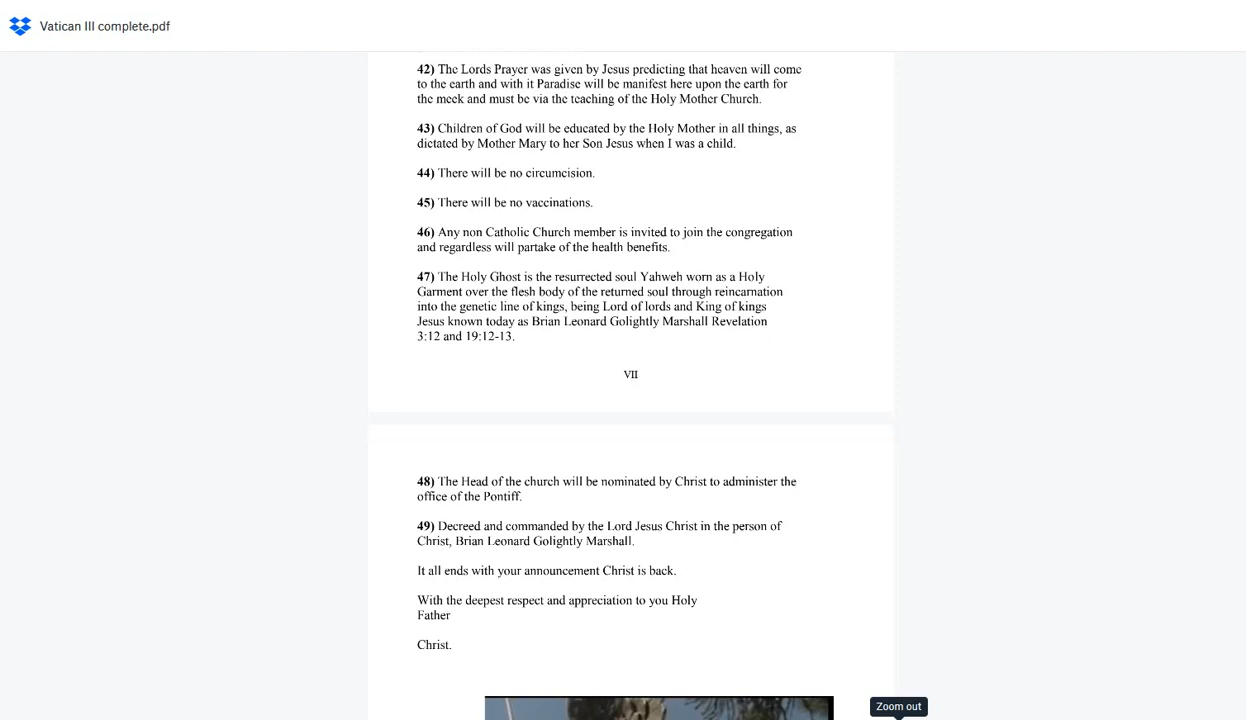 Vatican III complete.pdf
42) The Lords Prayer was given by Jesus predicting that heaven will come
to the earth and with it Paradise will be manifest here upon the earth for
the meek and must be via the teaching of the Holy Mother Church.
43) Children of God will be educated by the Holy Mother in all things, as
dictated by Mother Mary to her Son Jesus when I was a child.
44) There will be no circumcision.
45) There will be no vaccinations.
46) Any non Catholic Church member is invited to join the congregation
and regardless will partake of the health benefits.
47) The Holy Ghost is the resurrected soul Yahweh worn as a Holy
Garment over the flesh body of the returned soul through reincarnation
into the genetic line of kings, being Lord of lords and King of kings
Jesus known today as Brian Leonard Golightly Marshall Revelation
3:12 and 19:12-13.
VII
48) The Head of the church will be nominated by Christ to administer the
office of the Pontiff.
49) Decreed and commanded by the Lord Jesus Christ in the person of
Christ, Brian Leonard Golightly Marshall.
It all ends with your announcement Christ is back.
With the deepest respect and appreciation to you Holy
Father
Christ.
Zoom out